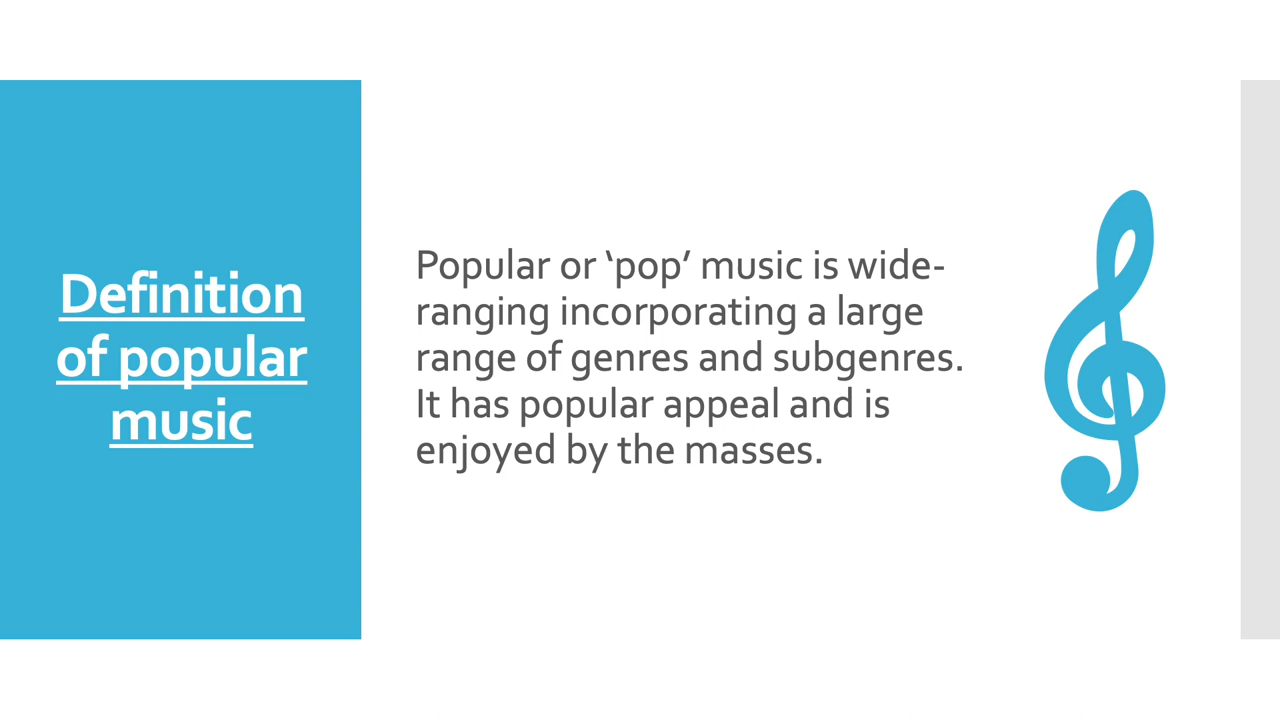 Definition
of popular
music
Popular or ‘pop’ music is wide-
ranging incorporating a large
range of genres and subgenres.
It has popular appeal and is
enjoyed by the masses.